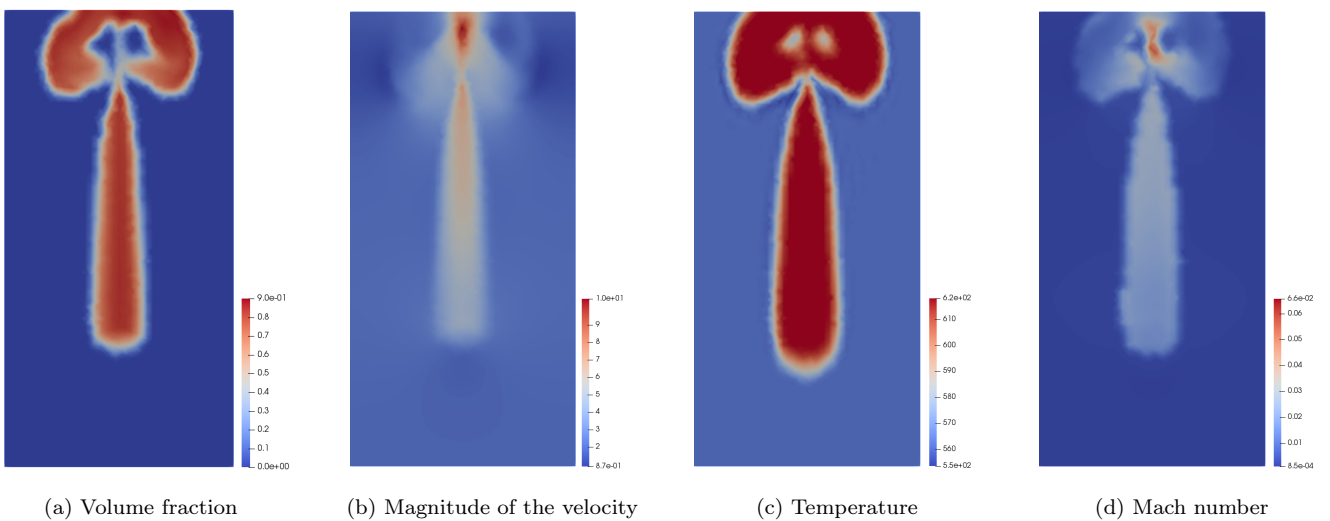 9.0e-01
0.8
0.7
0.6
0.5
0.4
0.3
0.2
0.1
0.0e+00
1.0e+01
9
8
7
6
5
4
3
2
8.7e-01
6.2e+02
610
600
590
580
570
560
5.5e+02
6.6e-02
0.06
0.05
0.04
0.03
0.02
0.01
8.5e-04
(a) Volume fraction
(b) Magnitude of the velocity
(c) Temperature
(d) Mach number